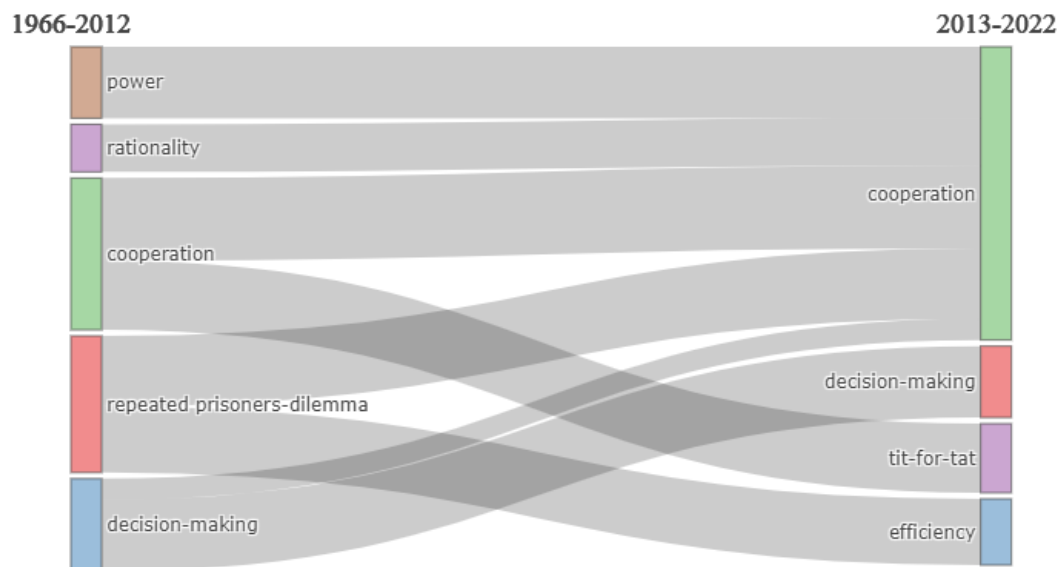 1966-2012
2013-2022
power
rationality
cooperation
cooperation
repeated-prisoners-dilemma
decision-making
decision-making
tit-for-tat
efficiency